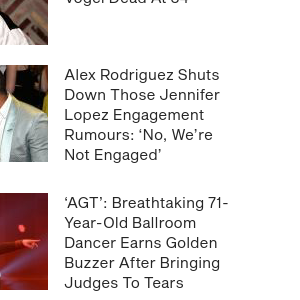 Vogel Dead At 54
Alex Rodriguez Shuts
Down Those Jennifer
Lopez Engagement
Rumours: ‘No, We’re
Not Engaged’
‘AGT’: Breathtaking 71-
Year-Old Ballroom
Dancer Earns Golden
Buzzer After Bringing
Judges To Tears